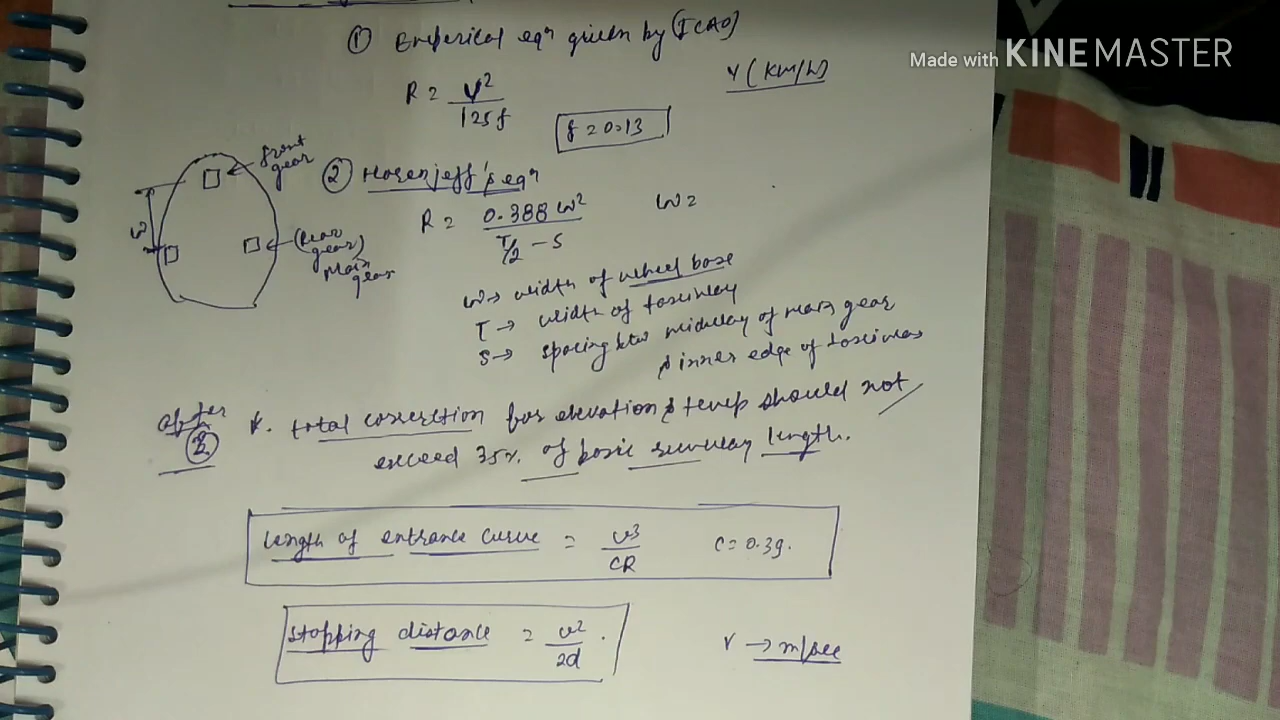 Made with KINEMASTER
① Emperical eqn given by (ICAO)
V (KM/h)
R = V²/125f
f = 0.13
front gear
② Horonjeff's eqn
R = 0.388 W²/(T/2 - S)
W =
W
(Rear gear) Main gear
W → width of wheel base
T → width of taxiway
S → spacing btw midway of main gear
& inner edge of taxiway
after ②
*. total correction for elevation & temp should not
exceed 35% of basic runway length.
length of entrance curve = v³/CR C = 0.39.
stopping distance = v²/2d .
V → m/sec